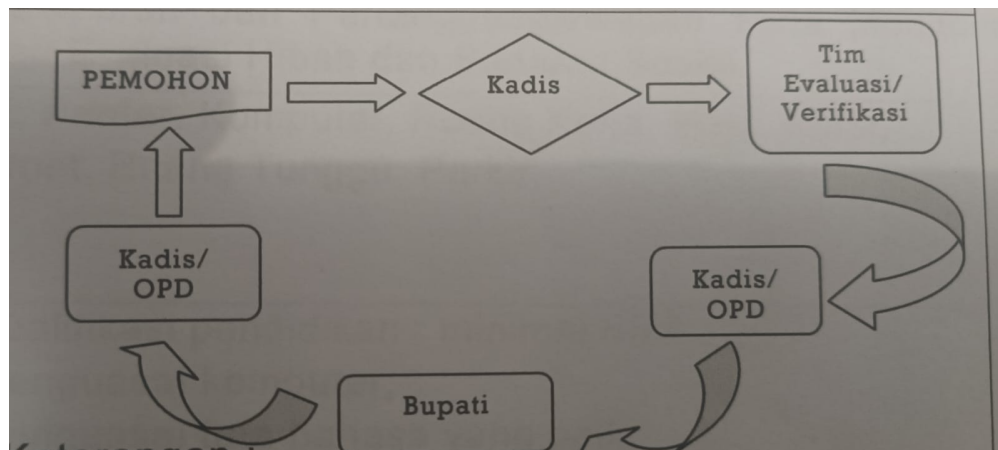 PEMOHON
Kadis
Tim
Evaluasi/
Verifikasi
Kadis/
OPD
Kadis/
OPD
Bupati